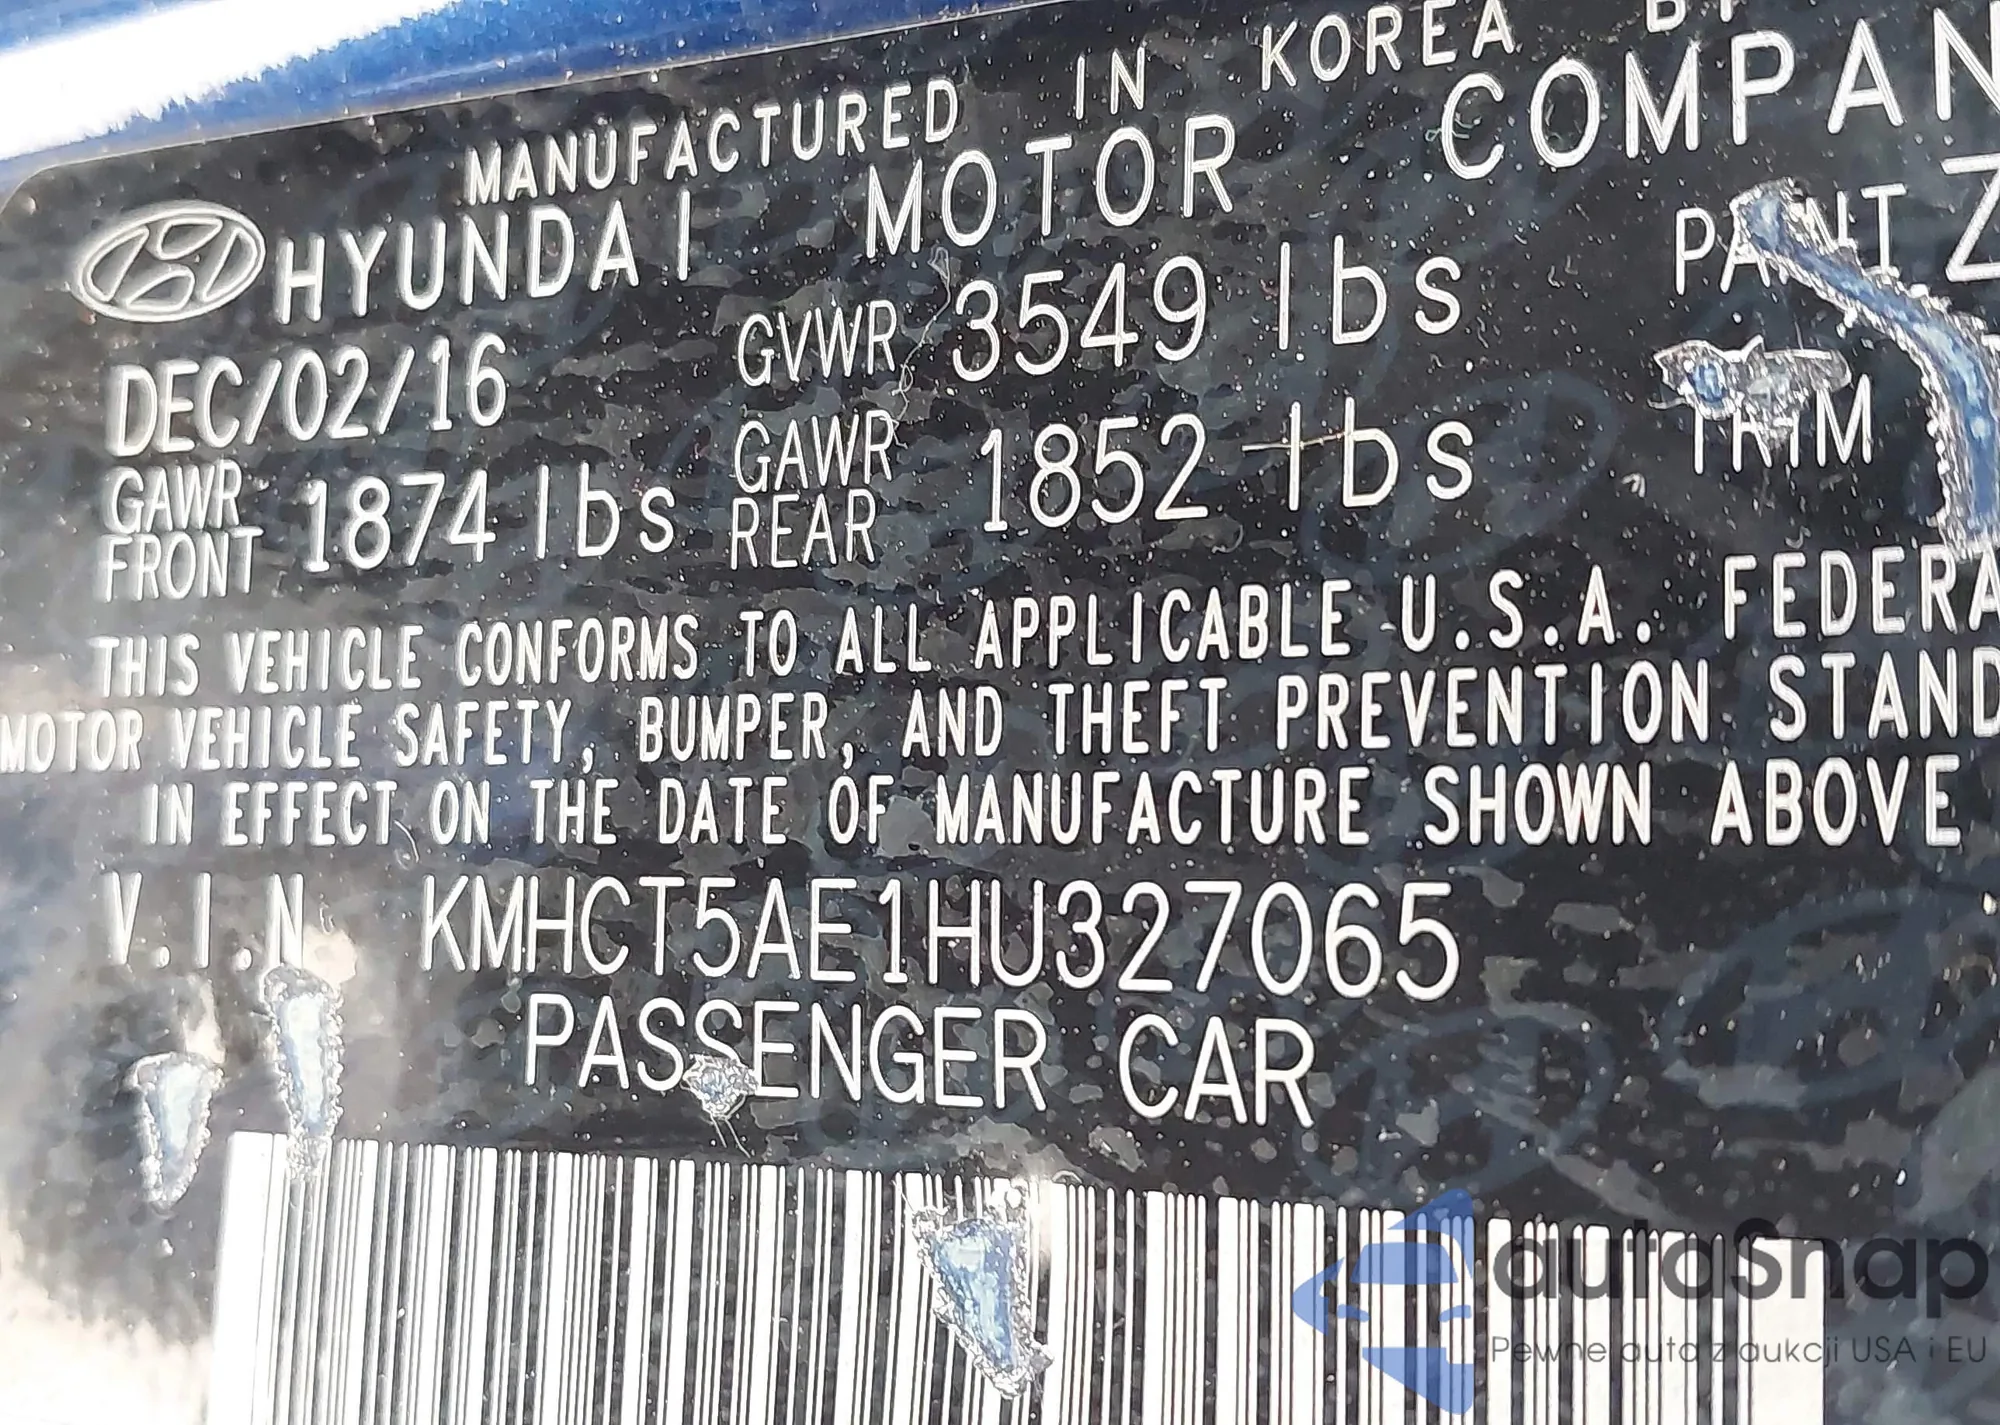 MANUFACTURED IN KOREA BY
HYUNDAI MOTOR COMPAN
DEC/02/16 GVWR 3549 lbs PAINT Z
GAWR FRONT 1874 lbs GAWR REAR 1852 lbs TRIM
THIS VEHICLE CONFORMS TO ALL APPLICABLE U.S.A. FEDERA
MOTOR VEHICLE SAFETY, BUMPER, AND THEFT PREVENTION STAND
IN EFFECT ON THE DATE OF MANUFACTURE SHOWN ABOVE
V.I.N KMHCT5AE1HU327065
PASSENGER CAR
autaSnap
Pewne auta z aukcji USA i EU